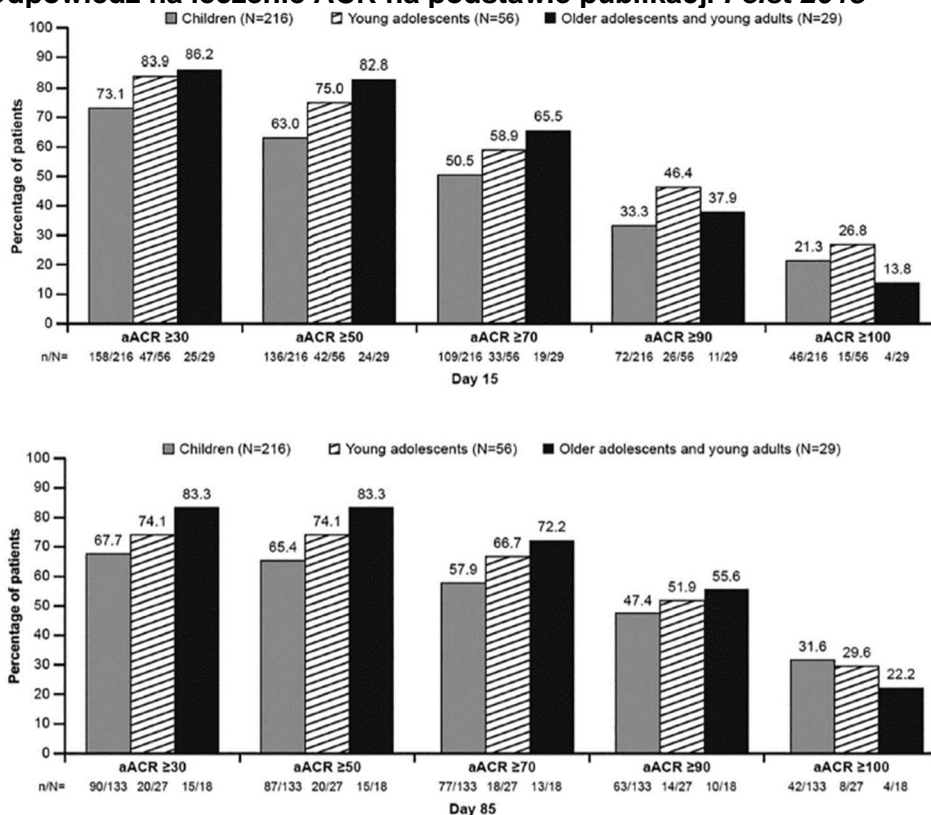 Odpowiedź na leczenie ACR na podstawie publikacji Feist 2018
Children (N=216) Young adolescents (N=56) Older adolescents and young adults (N=29)
Percentage of patients
100
90
80
70
60
50
40
30
20
10
0
73.1 83.9 86.2
63.0 75.0 82.8
50.5 58.9 65.5
33.3 46.4 37.9
21.3 26.8 13.8
aACR ≥30 aACR ≥50 aACR ≥70 aACR ≥90 aACR ≥100
n/N= 158/216 47/56 25/29 136/216 42/56 24/29 109/216 33/56 19/29 72/216 26/56 11/29 46/216 15/56 4/29
Day 15
Children (N=216) Young adolescents (N=56) Older adolescents and young adults (N=29)
Percentage of patients
100
90
80
70
60
50
40
30
20
10
0
67.7 74.1 83.3
65.4 74.1 83.3
57.9 66.7 72.2
47.4 51.9 55.6
31.6 29.6 22.2
aACR ≥30 aACR ≥50 aACR ≥70 aACR ≥90 aACR ≥100
n/N= 90/133 20/27 15/18 87/133 20/27 15/18 77/133 18/27 13/18 63/133 14/27 10/18 42/133 8/27 4/18
Day 85